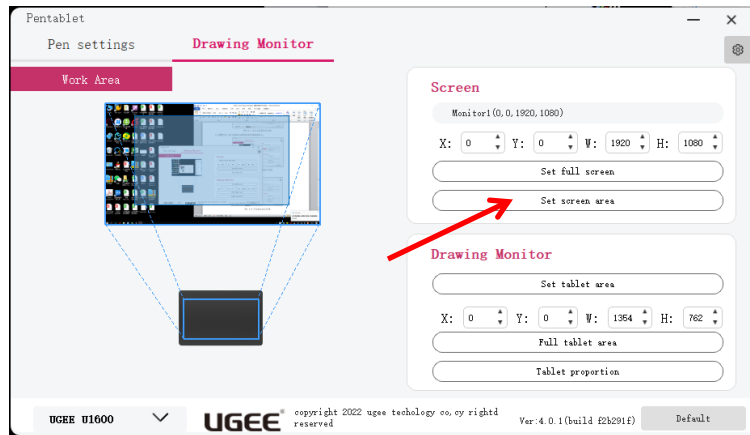 Pentablet
Pen settings
Drawing Monitor
Work Area
Screen
Monitor1(0,0,1920,1080)
X: 0 Y: 0 W: 1920 H: 1080
Set full screen
Set screen area
Drawing Monitor
Set tablet area
X: 0 Y: 0 W: 1354 H: 762
Full tablet area
Tablet proportion
UGEE U1600
UGEE®
copyright 2022 ugee techology co,cy rightd
reserved
Ver:4.0.1(build f2b291f)
Default